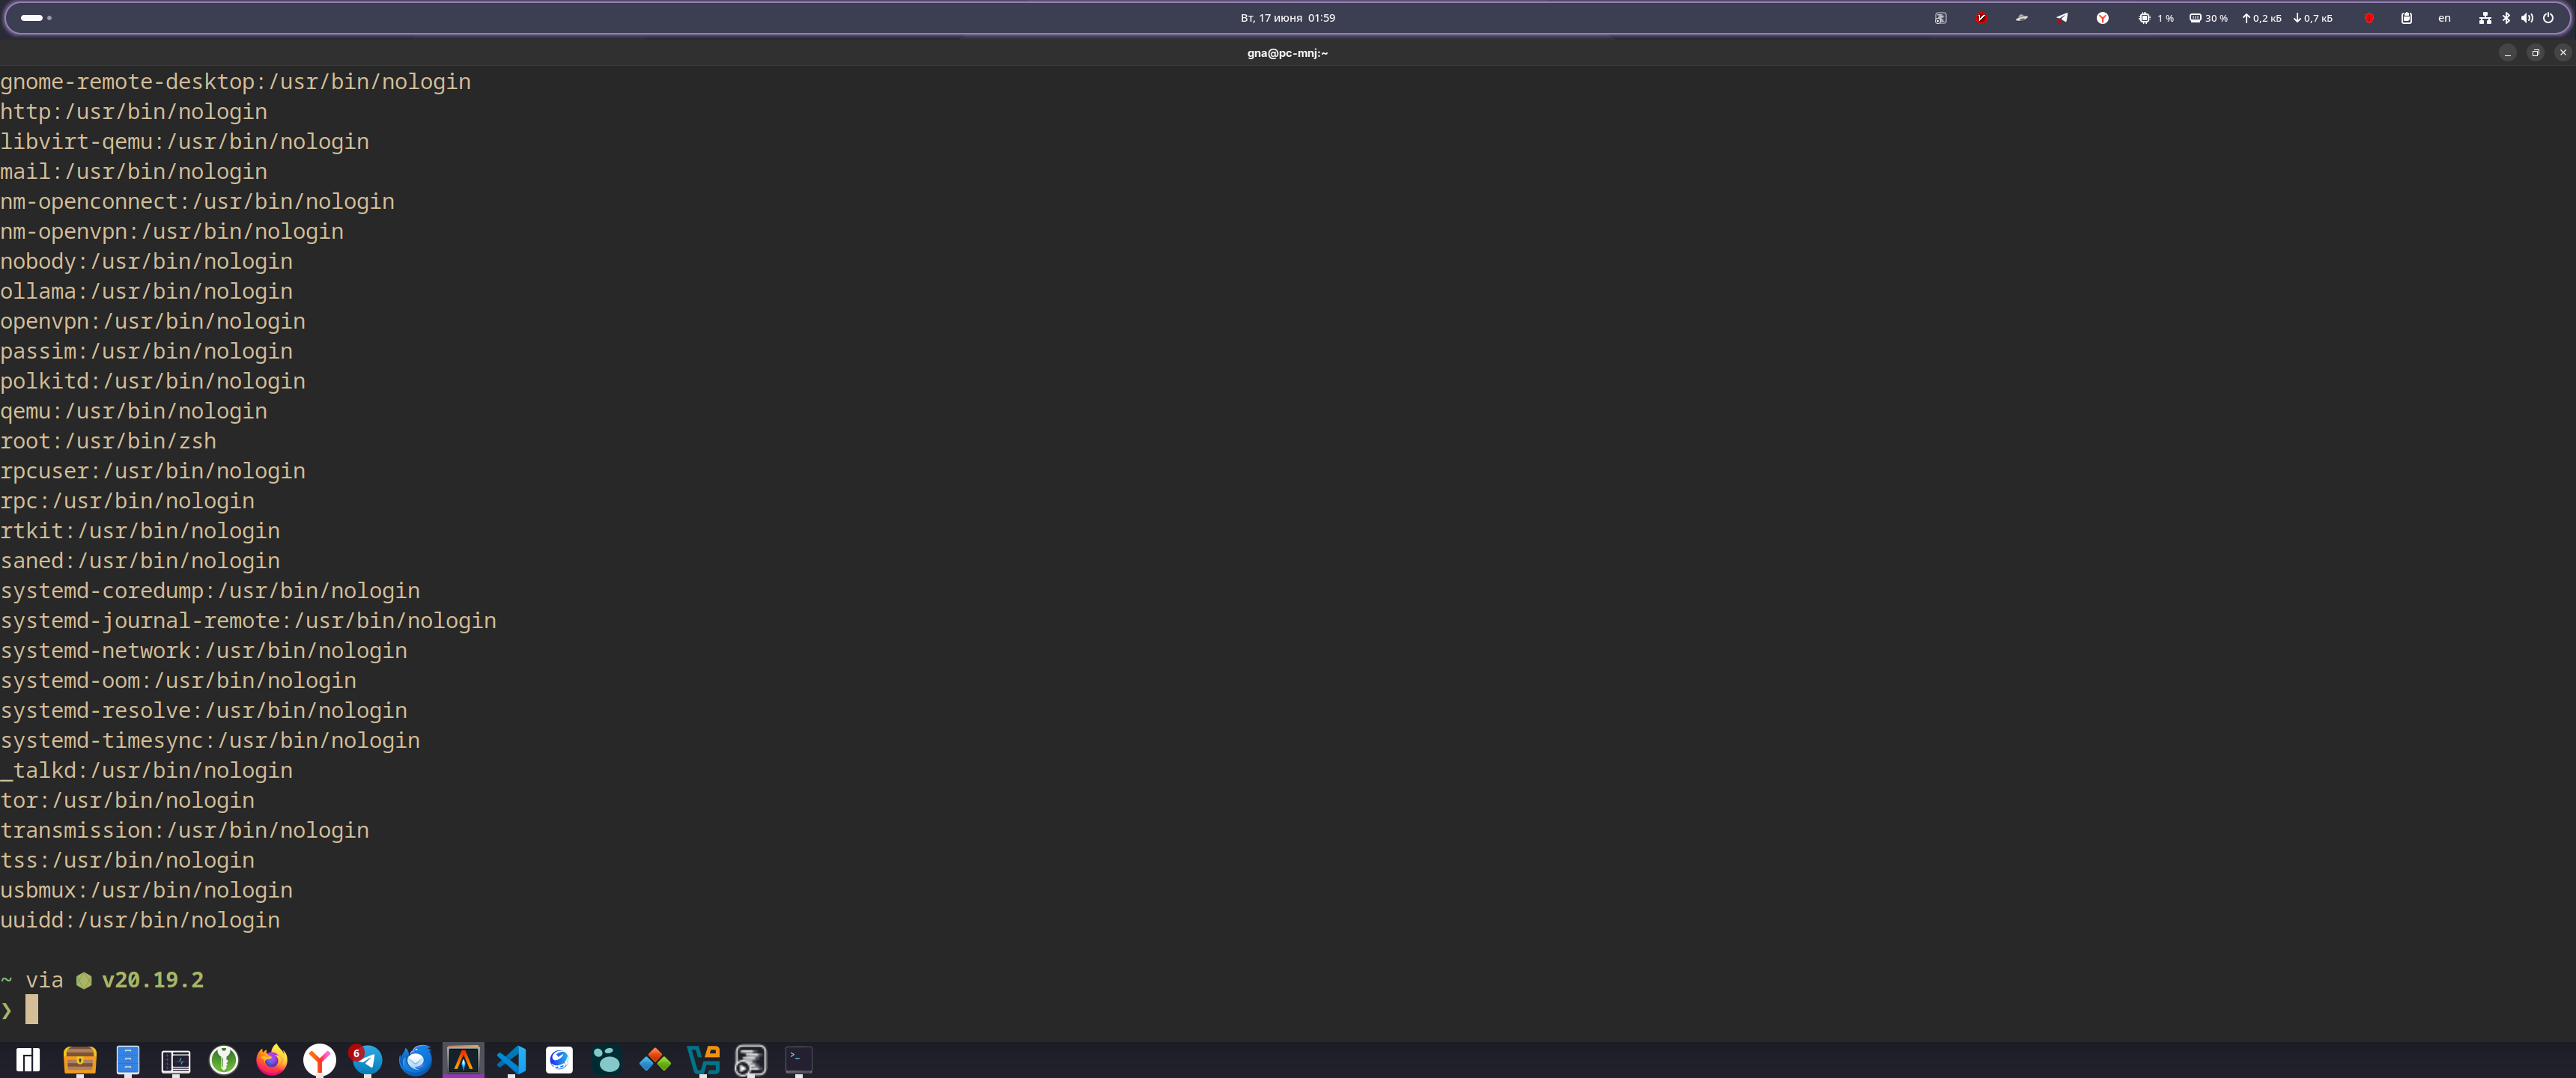 Вт, 17 июня 01:59
1 %
30 %
0,2 кБ
0,7 кБ
en
gna@pc-mnj:~
gnome-remote-desktop:/usr/bin/nologin
http:/usr/bin/nologin
libvirt-qemu:/usr/bin/nologin
mail:/usr/bin/nologin
nm-openconnect:/usr/bin/nologin
nm-openvpn:/usr/bin/nologin
nobody:/usr/bin/nologin
ollama:/usr/bin/nologin
openvpn:/usr/bin/nologin
passim:/usr/bin/nologin
polkitd:/usr/bin/nologin
qemu:/usr/bin/nologin
root:/usr/bin/zsh
rpcuser:/usr/bin/nologin
rpc:/usr/bin/nologin
rtkit:/usr/bin/nologin
saned:/usr/bin/nologin
systemd-coredump:/usr/bin/nologin
systemd-journal-remote:/usr/bin/nologin
systemd-network:/usr/bin/nologin
systemd-oom:/usr/bin/nologin
systemd-resolve:/usr/bin/nologin
systemd-timesync:/usr/bin/nologin
_talkd:/usr/bin/nologin
tor:/usr/bin/nologin
transmission:/usr/bin/nologin
tss:/usr/bin/nologin
usbmux:/usr/bin/nologin
uuidd:/usr/bin/nologin
~ via ⬢ v20.19.2
❯
6